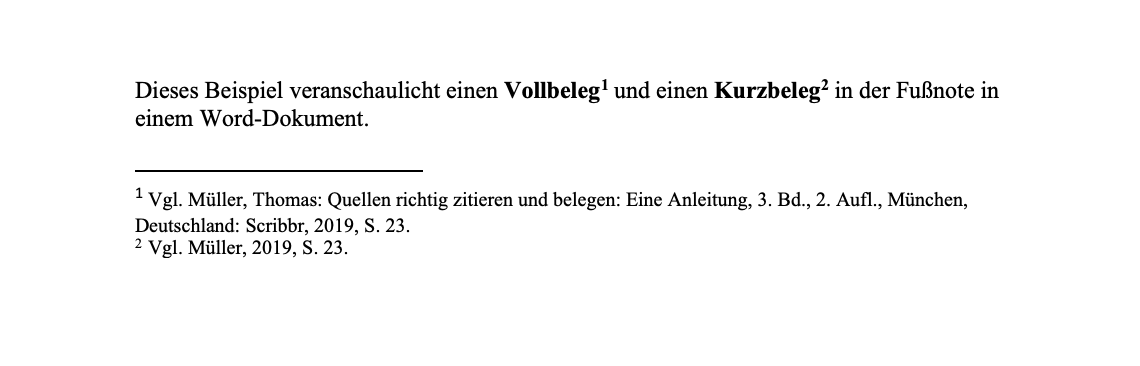 Dieses Beispiel veranschaulicht einen Vollbeleg¹ und einen Kurzbeleg² in der Fußnote in
einem Word-Dokument.
¹ Vgl. Müller, Thomas: Quellen richtig zitieren und belegen: Eine Anleitung, 3. Bd., 2. Aufl., München,
Deutschland: Scribbr, 2019, S. 23.
² Vgl. Müller, 2019, S. 23.